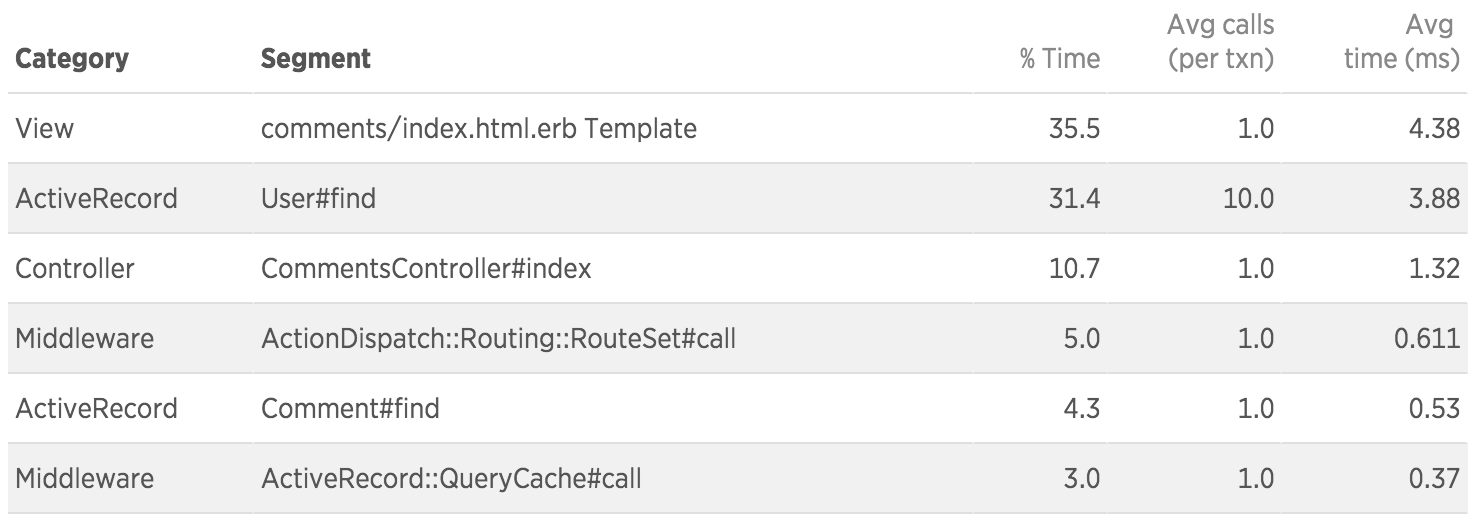 Category Segment % Time Avg calls (per txn) Avg time (ms)
View comments/index.html.erb Template 35.5 1.0 4.38
ActiveRecord User#find 31.4 10.0 3.88
Controller CommentsController#index 10.7 1.0 1.32
Middleware ActionDispatch::Routing::RouteSet#call 5.0 1.0 0.611
ActiveRecord Comment#find 4.3 1.0 0.53
Middleware ActiveRecord::QueryCache#call 3.0 1.0 0.37